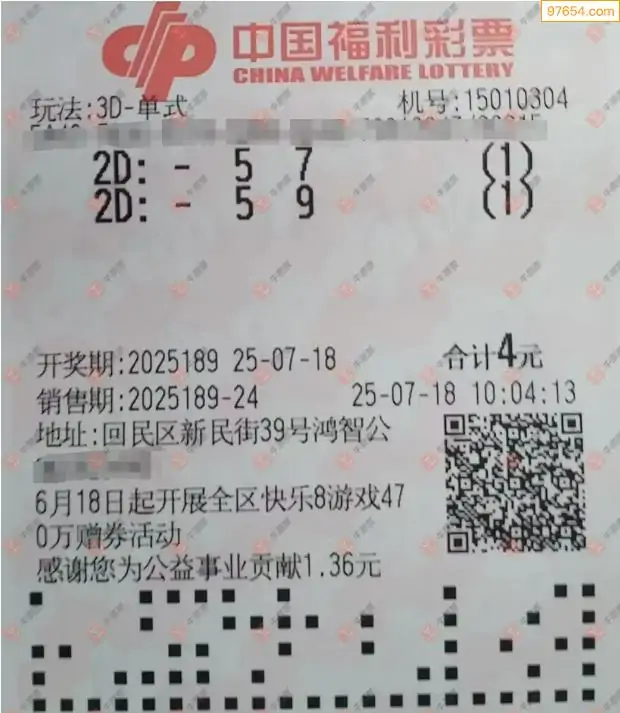 97654.com
中国福利彩票
CHINA WELFARE LOTTERY
玩法:3D-单式 机号:15010304
2D: - 5 7 (1)
2D: - 5 9 (1)
开奖期:2025189 25-07-18 合计4元
销售期:2025189-24 25-07-18 10:04:13
地址:回民区新民街39号鸿智公
6月18日起开展全区快乐8游戏47
0万赠券活动
感谢您为公益事业贡献1.36元